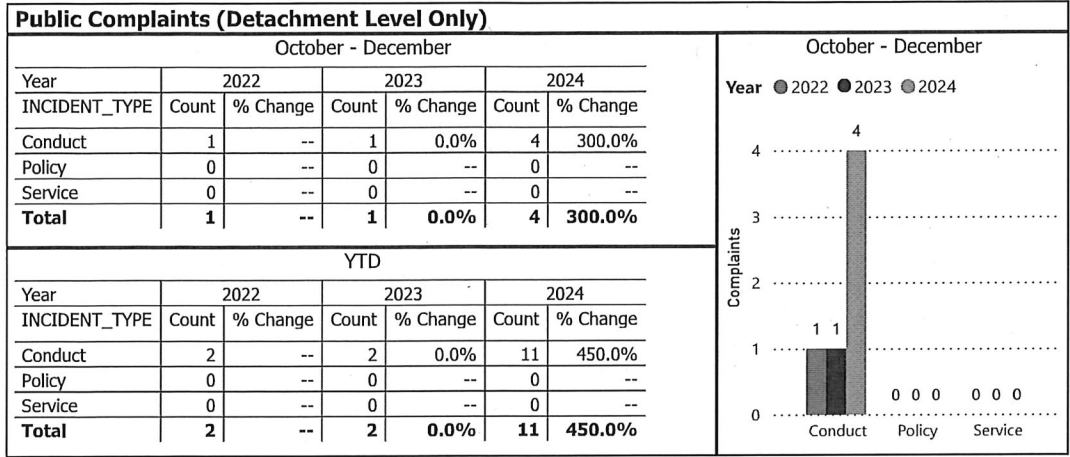 Public Complaints (Detachment Level Only)
October - December
Year 2022 2023 2024
INCIDENT_TYPE Count % Change Count % Change Count % Change
Conduct 1 -- 1 0.0% 4 300.0%
Policy 0 -- 0 -- 0 --
Service 0 -- 0 -- 0 --
Total 1 -- 1 0.0% 4 300.0%
YTD
Year 2022 2023 2024
INCIDENT_TYPE Count % Change Count % Change Count % Change
Conduct 2 -- 2 0.0% 11 450.0%
Policy 0 -- 0 -- 0 --
Service 0 -- 0 -- 0 --
Total 2 -- 2 0.0% 11 450.0%
October - December
Year 2022 2023 2024
Complaints
4
4
3
2
1 1 1
0 0 0 0 0 0 0
Conduct Policy Service